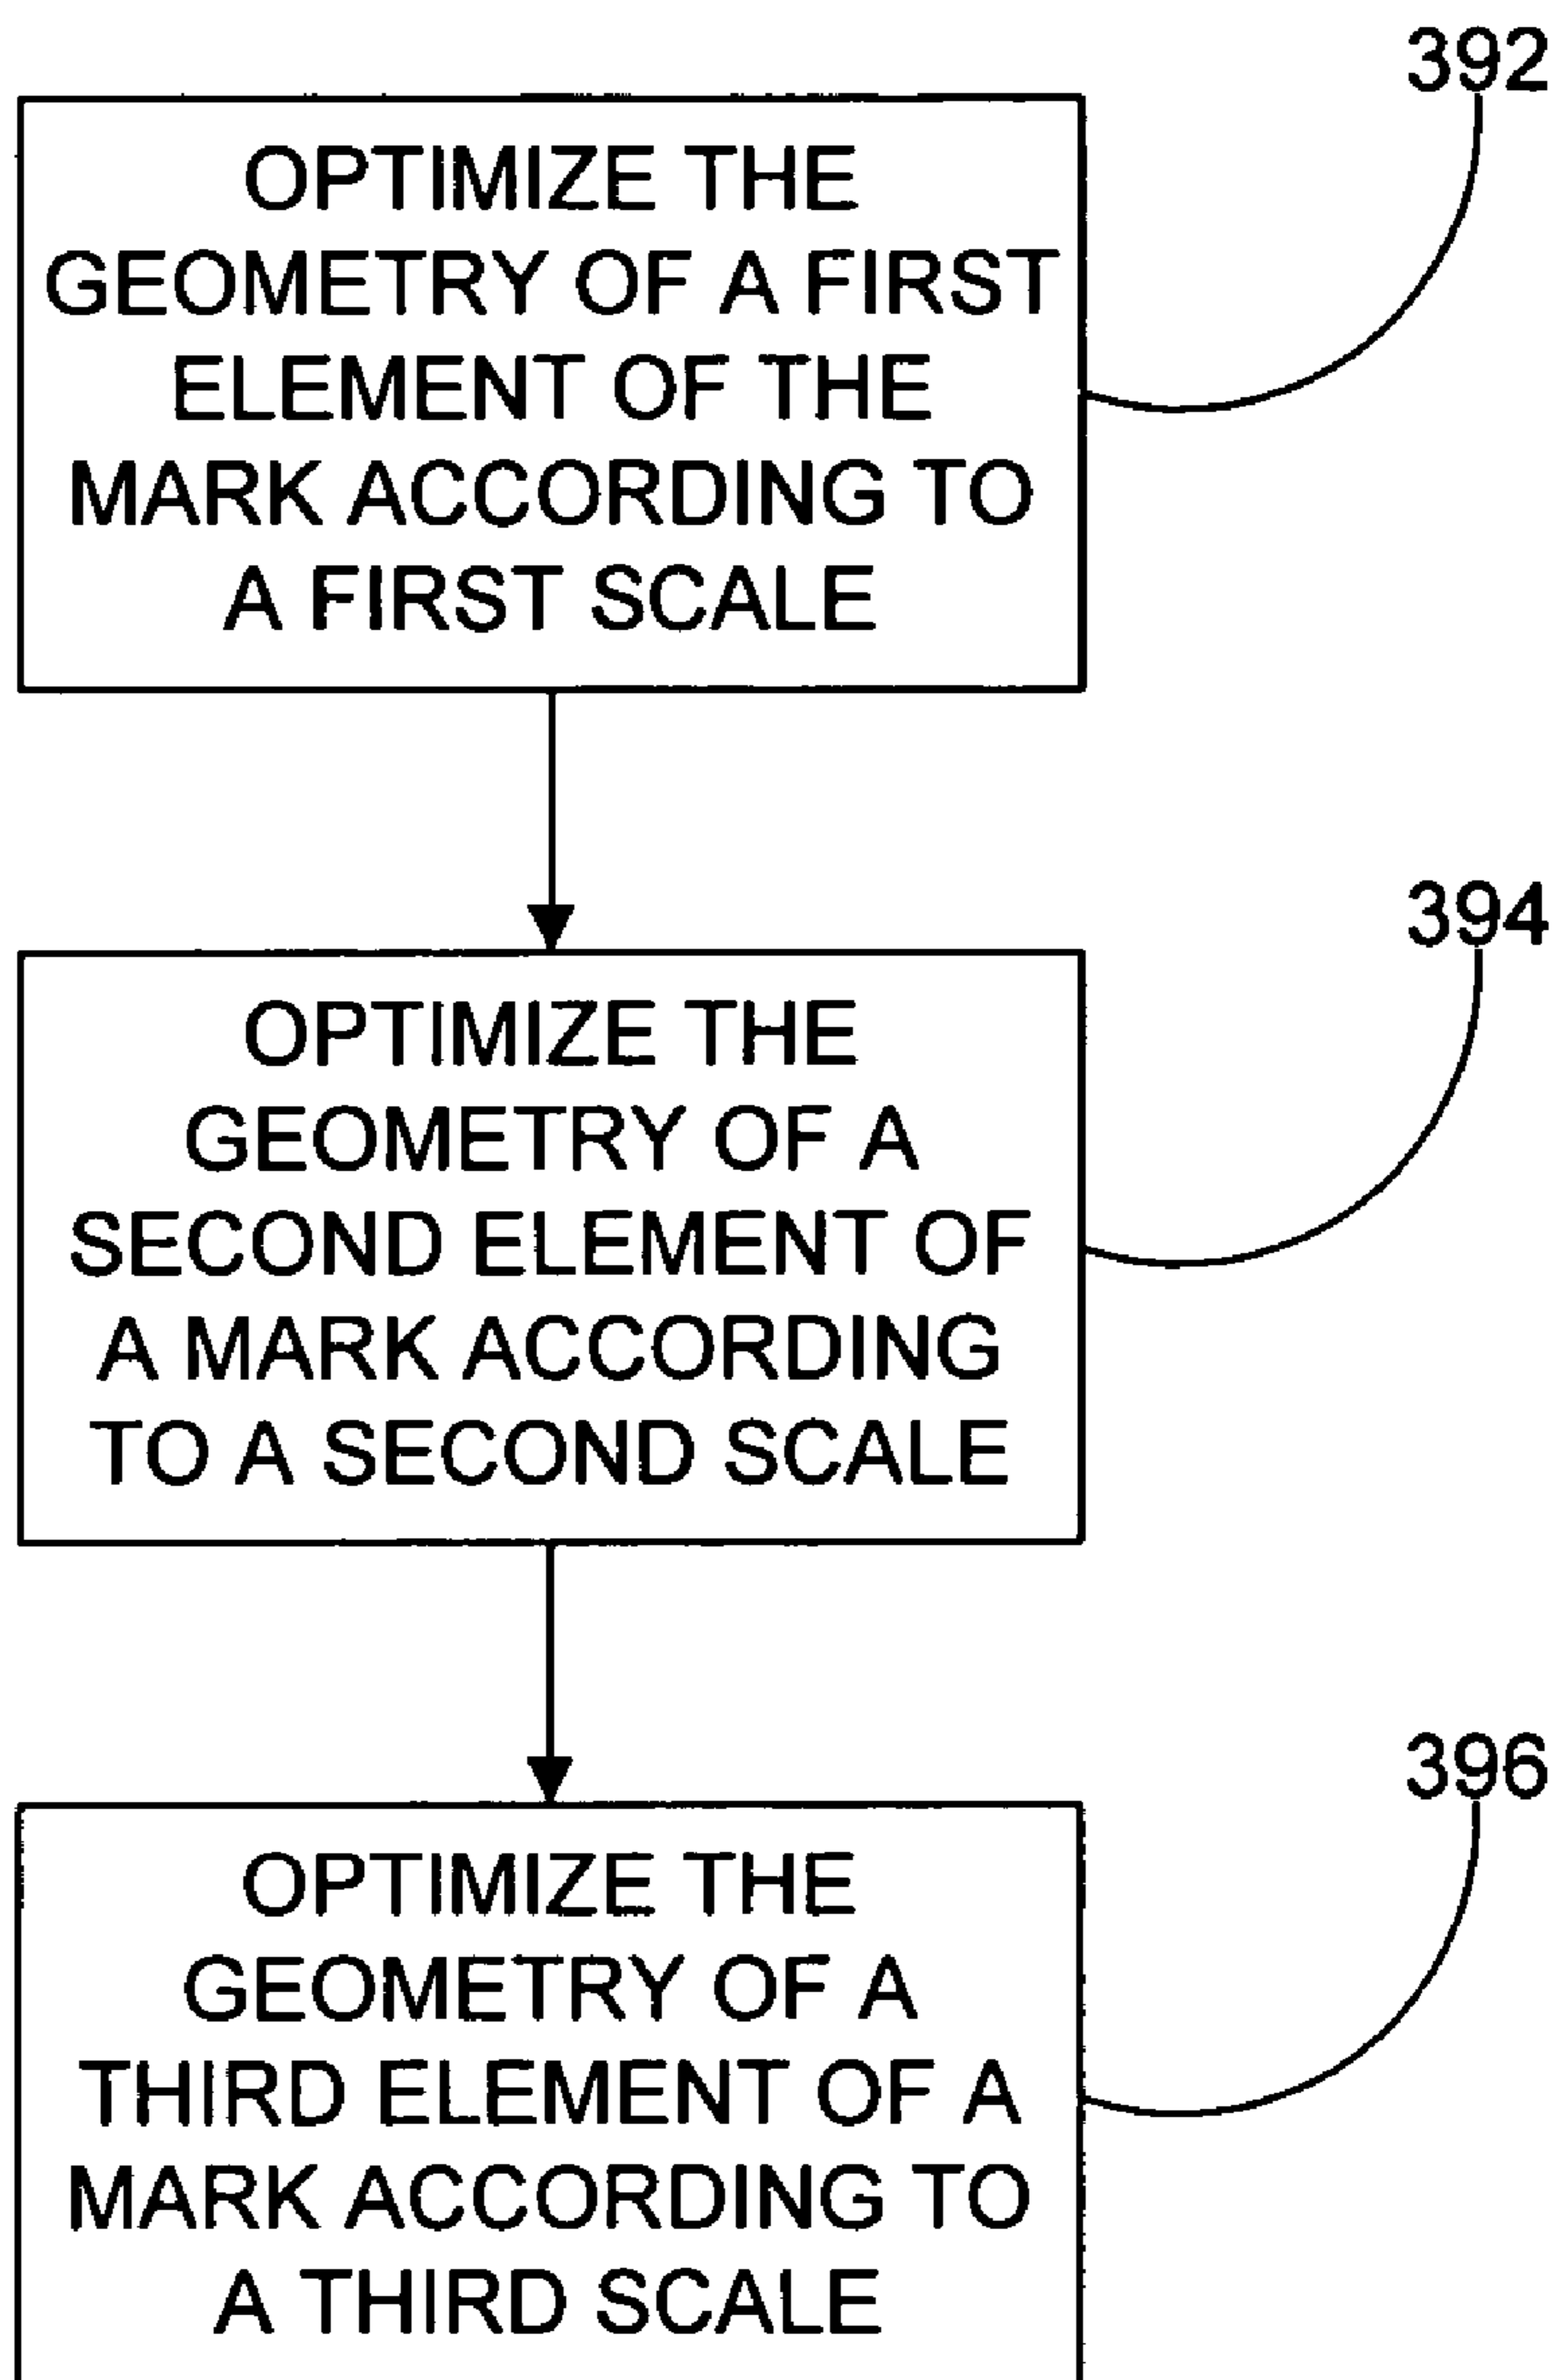 392
OPTIMIZE THE
GEOMETRY OF A FIRST
ELEMENT OF THE
MARK ACCORDING TO
A FIRST SCALE
394
OPTIMIZE THE
GEOMETRY OF A
SECOND ELEMENT OF
A MARK ACCORDING
TO A SECOND SCALE
396
OPTIMIZE THE
GEOMETRY OF A
THIRD ELEMENT OF A
MARK ACCORDING TO
A THIRD SCALE